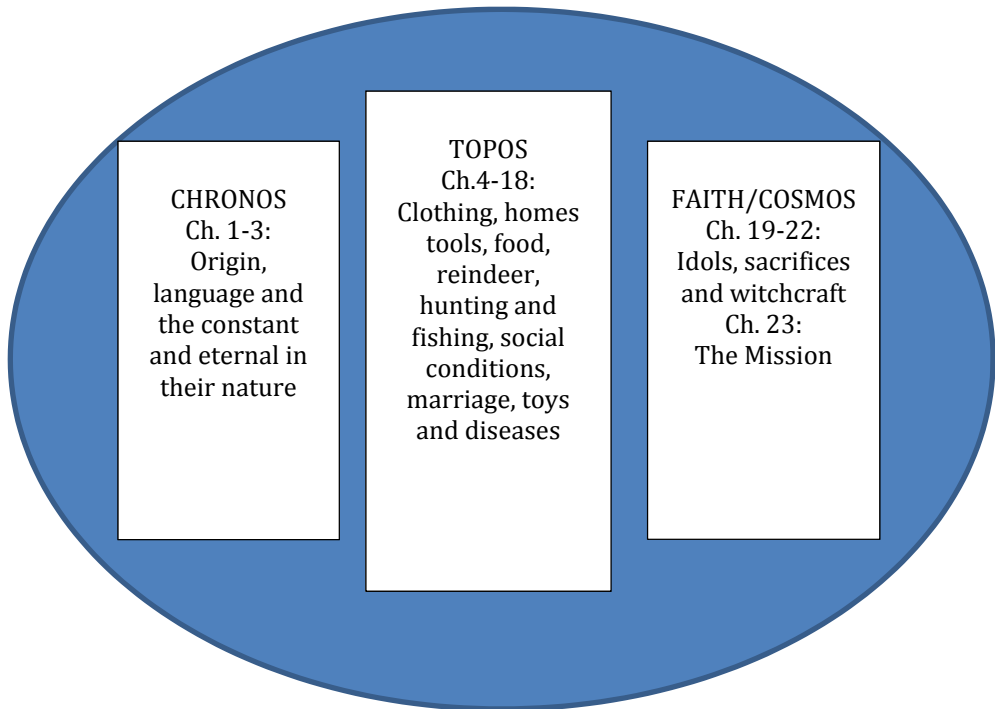 CHRONOS
Ch. 1-3:
Origin,
language and
the constant
and eternal in
their nature
TOPOS
Ch.4-18:
Clothing, homes
tools, food,
reindeer,
hunting and
fishing, social
conditions,
marriage, toys
and diseases
FAITH/COSMOS
Ch. 19-22:
Idols, sacrifices
and witchcraft
Ch. 23:
The Mission